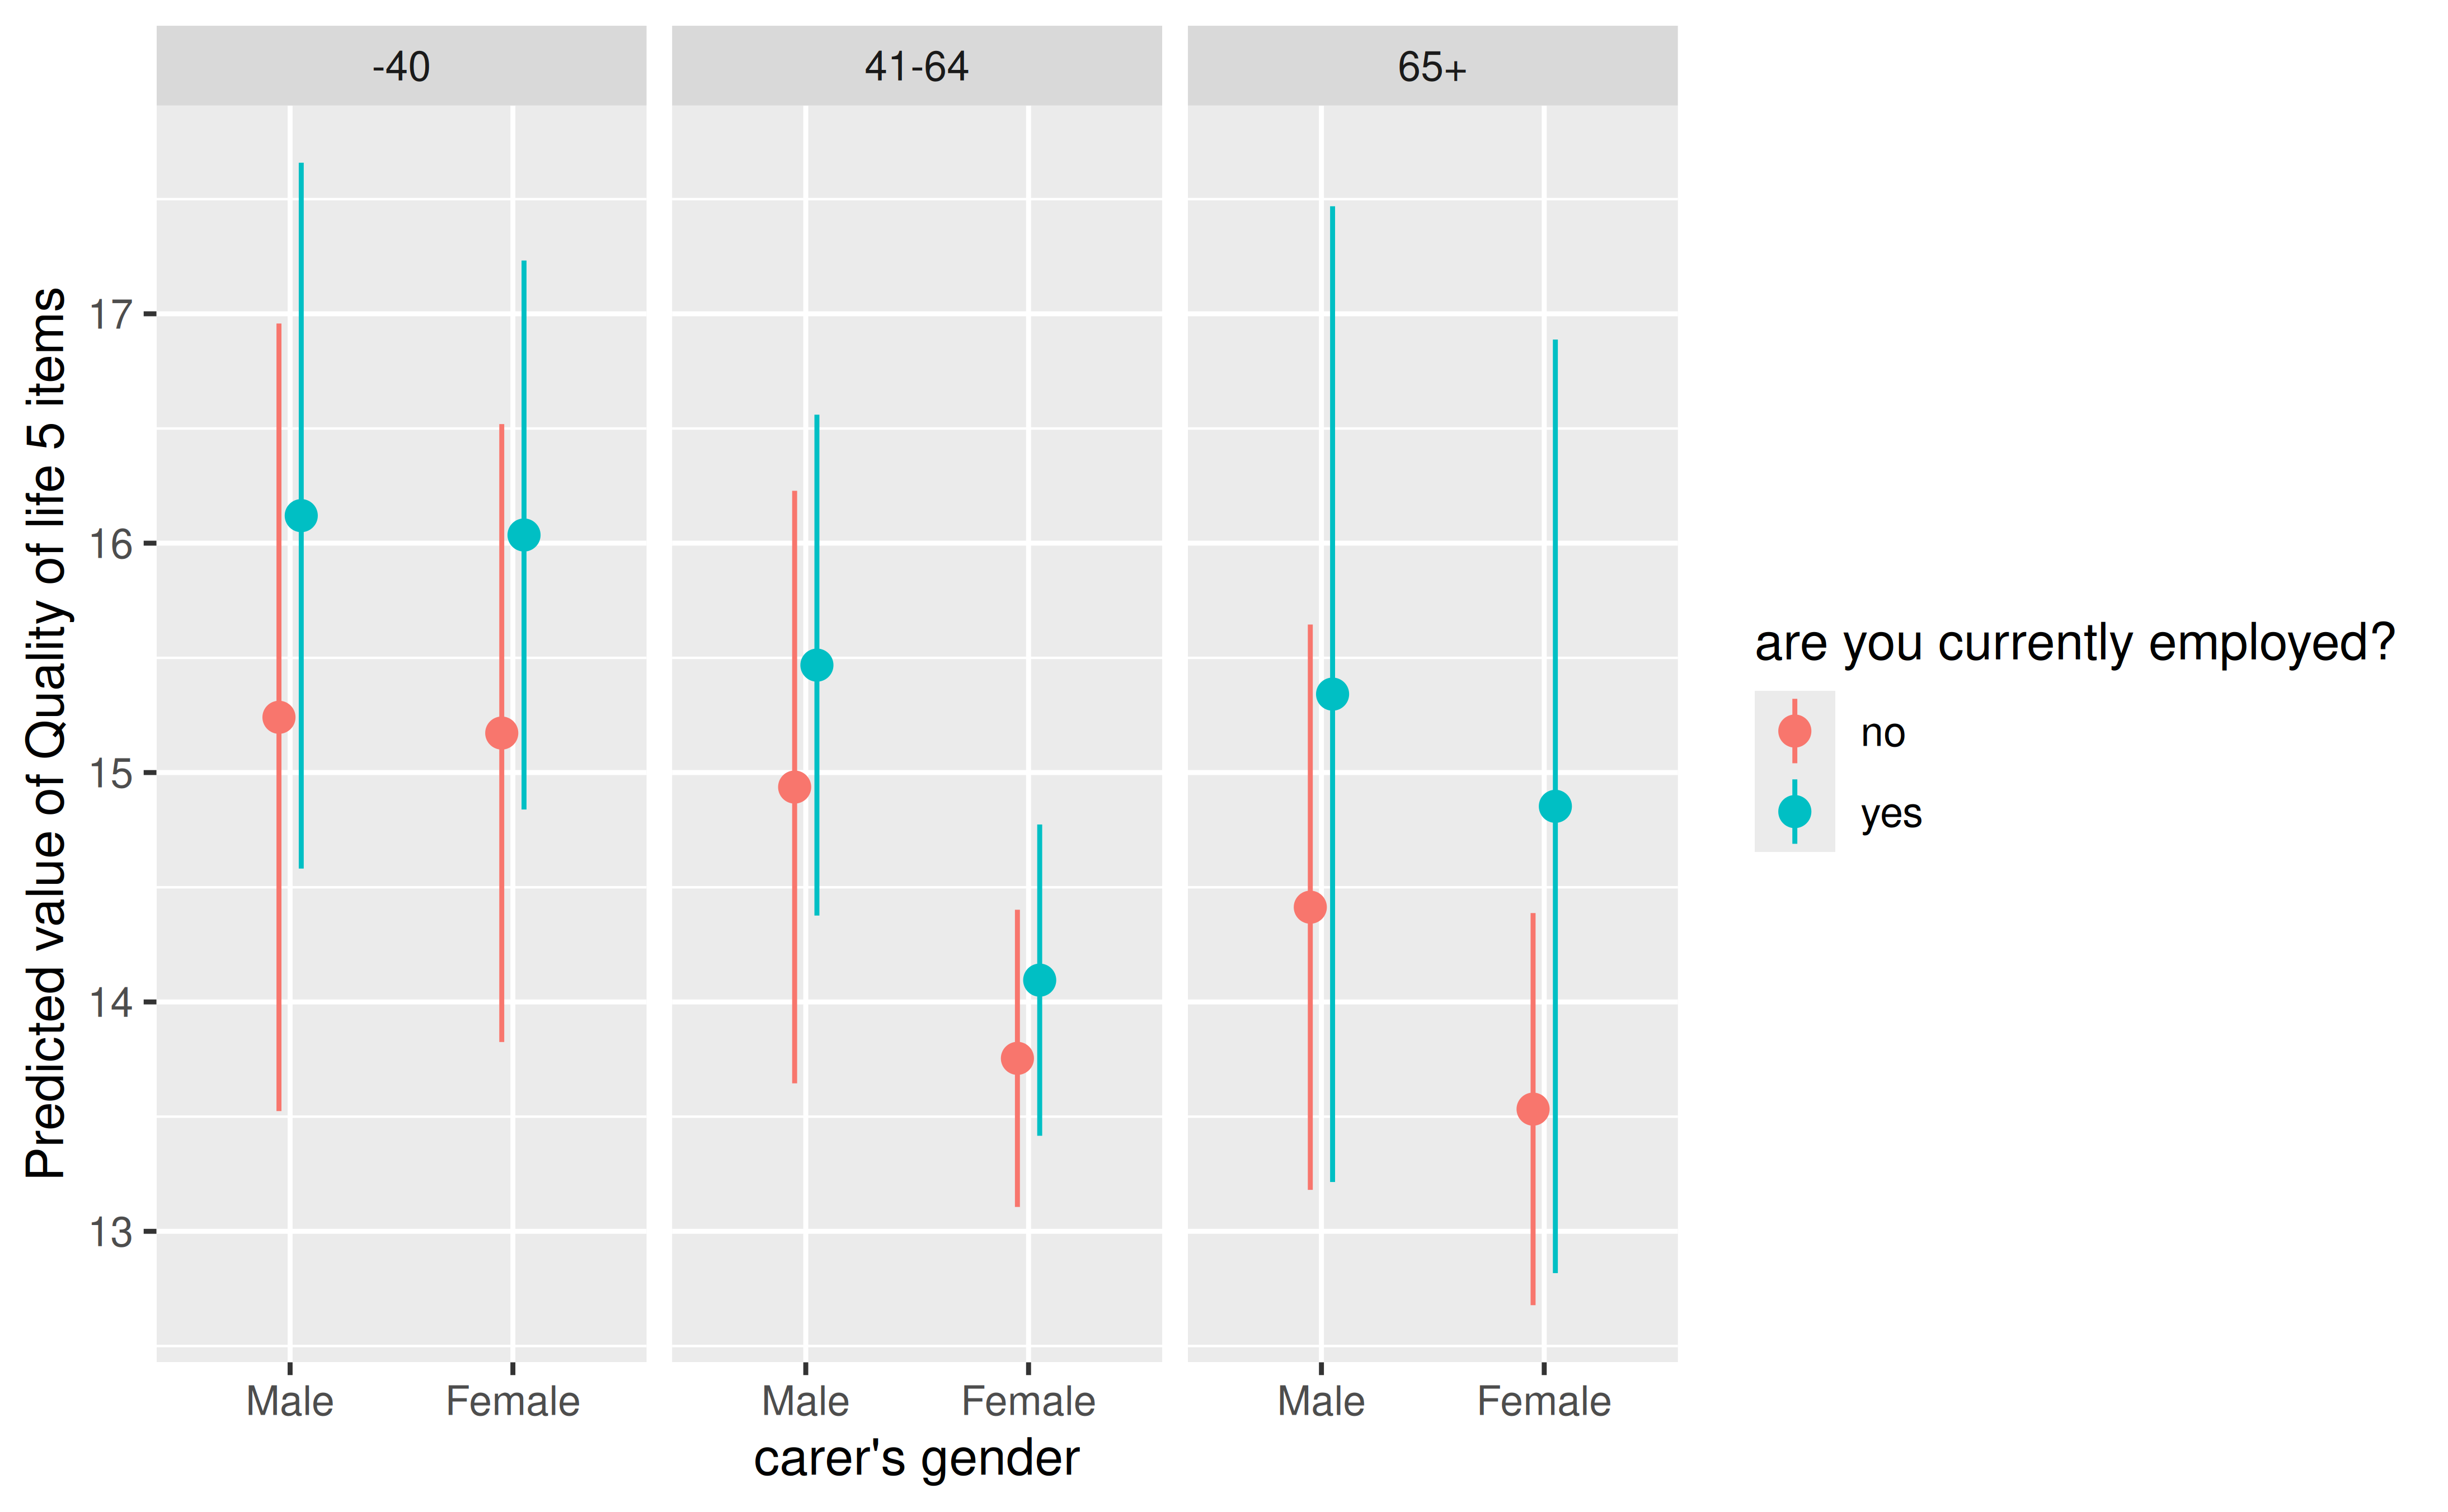 -40
41-64
65+
Predicted value of Quality of life 5 items
17
16
15
14
13
Male
Female
Male
Female
Male
Female
carer's gender
are you currently employed?
no
yes